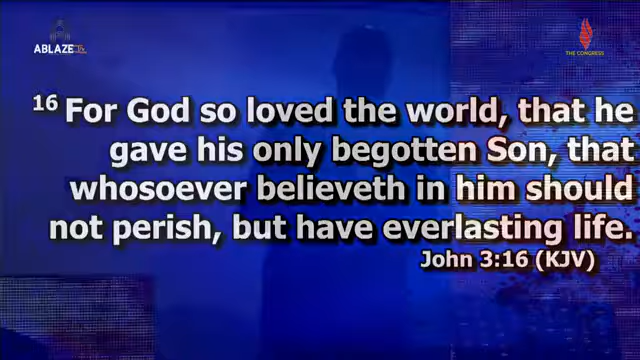 ABLAZE
THE CONGRESS
16 For God so loved the world, that he
gave his only begotten Son, that
whosoever believeth in him should
not perish, but have everlasting life.
John 3:16 (KJV)